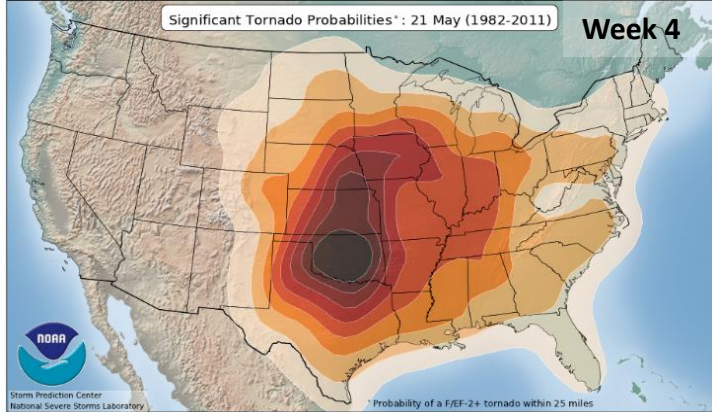 Significant Tornado Probabilities*: 21 May (1982-2011)
Week 4
NOAA
Storm Prediction Center
National Severe Storms Laboratory
*Probability of a F/EF-2+ tornado within 25 miles